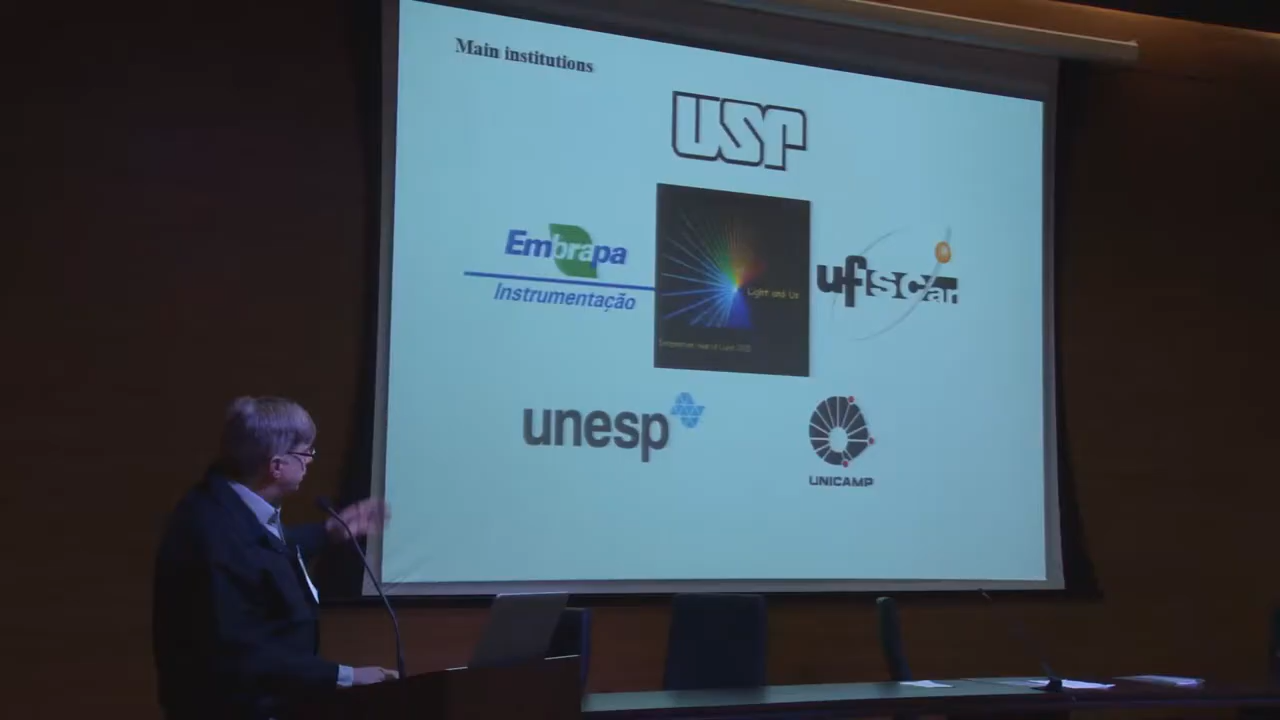 Main institutions
USP
Embrapa
Instrumentação
Light and Us
ufscar
unesp
UNICAMP